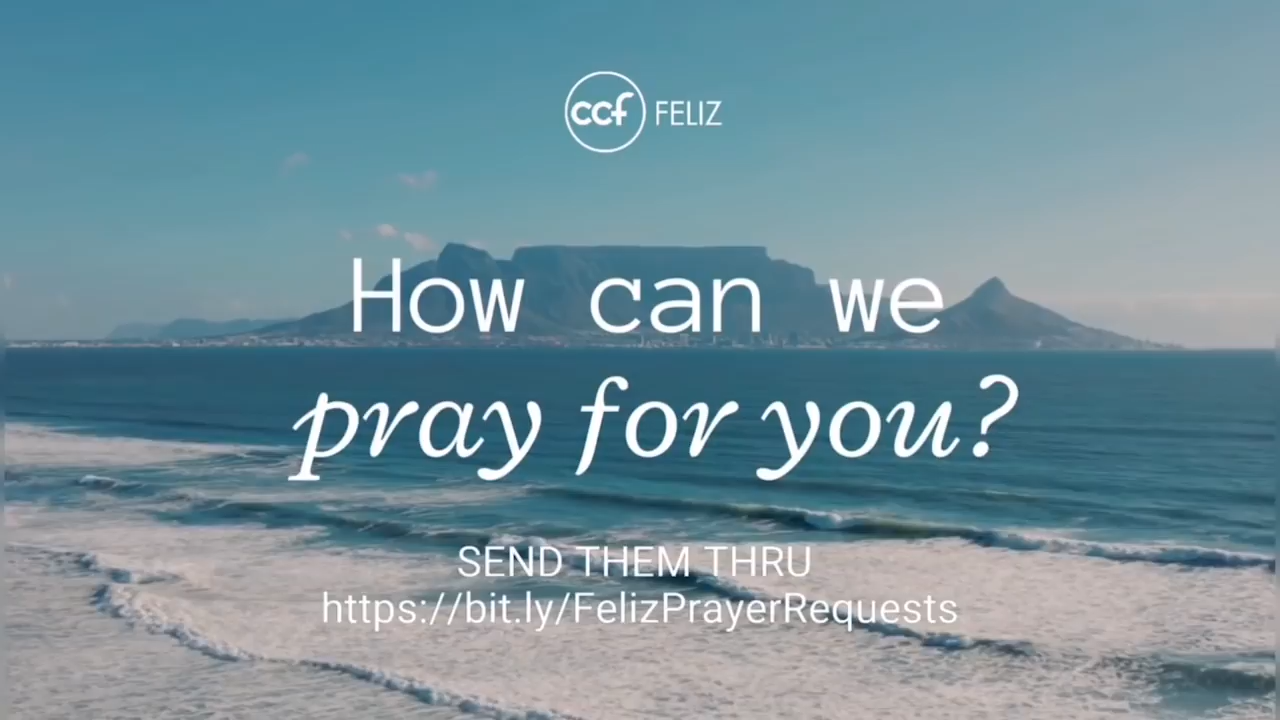 ccf FELIZ
How can we
pray for you?
SEND THEM THRU
https://bit.ly/FelizPrayerRequests